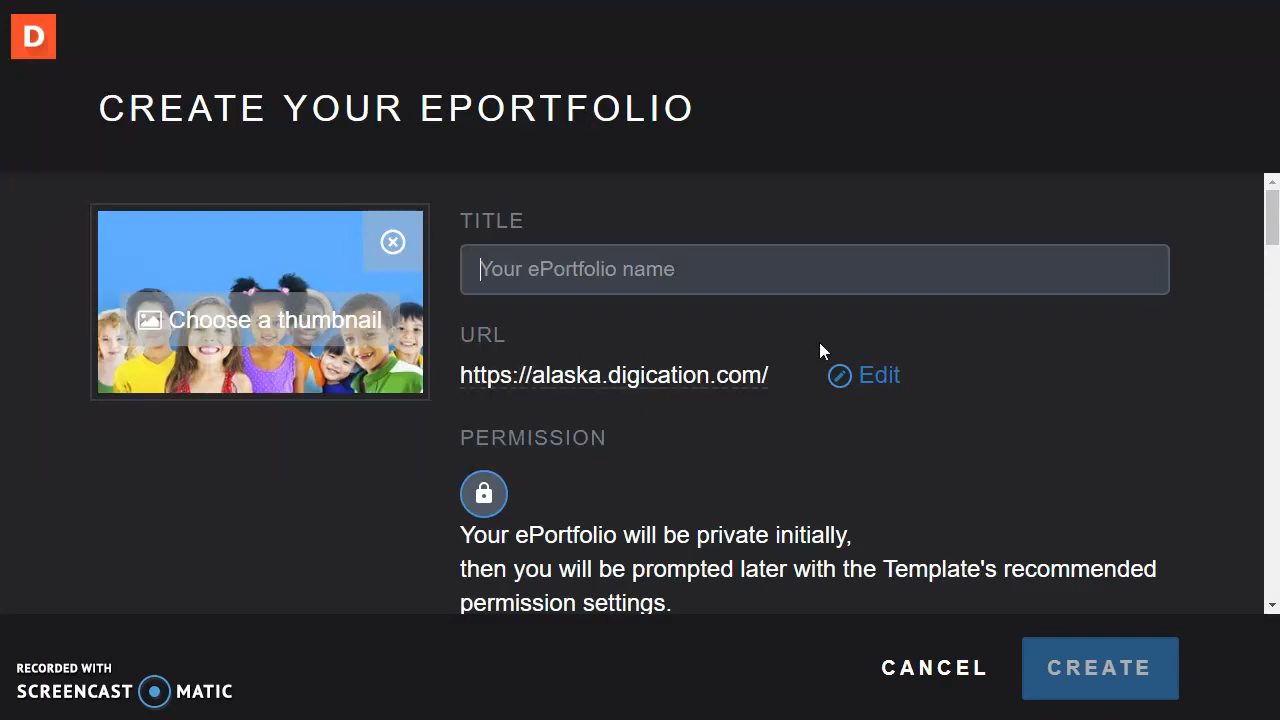 D
CREATE YOUR EPORTFOLIO
Choose a thumbnail
TITLE
Your ePortfolio name
URL
https://alaska.digication.com/
Edit
PERMISSION
Your ePortfolio will be private initially,
then you will be prompted later with the Template's recommended
permission settings.
RECORDED WITH
SCREENCAST MATIC
CANCEL
CREATE